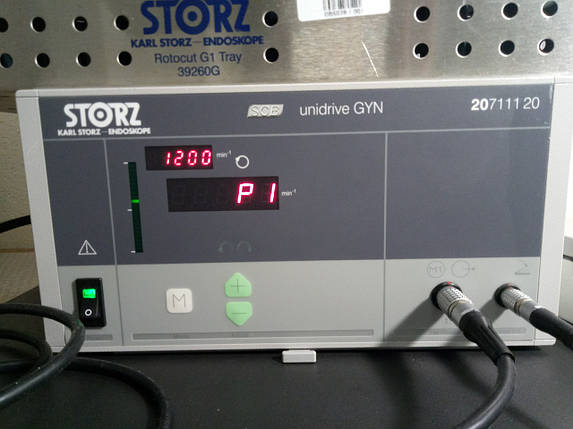 STORZ
KARL STORZ—ENDOSKOPE
Rotocut G1 Tray
39260G
STORZ
KARL STORZ—ENDOSKOPE
SCB
unidrive GYN
20711120
1200 min⁻¹
P1 min⁻¹
M
+
−
M1
O